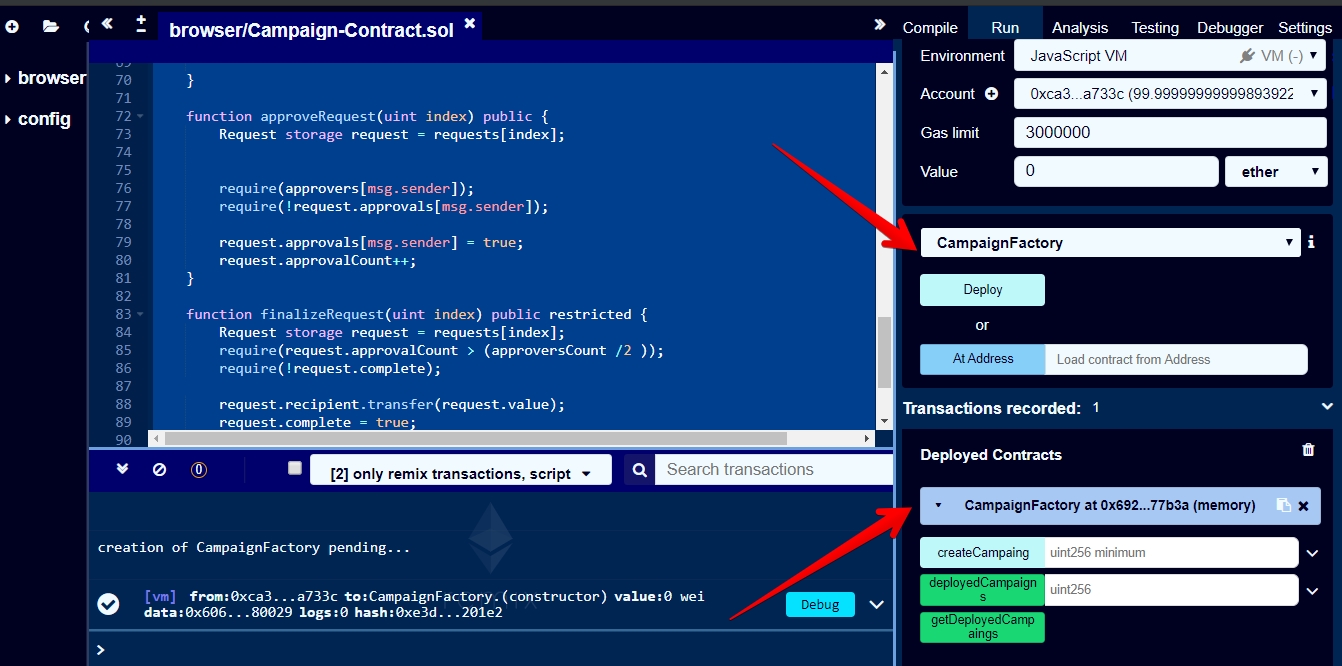 browser/Campaign-Contract.sol
Compile
Run
Analysis
Testing
Debugger
Settings
browser
config
70 }
71
72 function approveRequest(uint index) public {
73 Request storage request = requests[index];
74
75
76 require(approvers[msg.sender]);
77 require(!request.approvals[msg.sender]);
78
79 request.approvals[msg.sender] = true;
80 request.approvalCount++;
81 }
82
83 function finalizeRequest(uint index) public restricted {
84 Request storage request = requests[index];
85 require(request.approvalCount > (approversCount /2 ));
86 require(!request.complete);
87
88 request.recipient.transfer(request.value);
89 request.complete = true;
90
0
[2] only remix transactions, script
Search transactions
creation of CampaignFactory pending...
[vm] from:0xca3...a733c to:CampaignFactory.(constructor) value:0 wei
data:0x606...80029 logs:0 hash:0xe3d...201e2
Debug
>
Environment
JavaScript VM
VM (-)
Account
0xca3...a733c (99.99999999999893922
Gas limit
3000000
Value
0
ether
CampaignFactory
i
Deploy
or
At Address
Load contract from Address
Transactions recorded: 1
Deployed Contracts
CampaignFactory at 0x692...77b3a (memory)
createCampaing
uint256 minimum
deployedCampaign
s
uint256
getDeployedCamp
aings